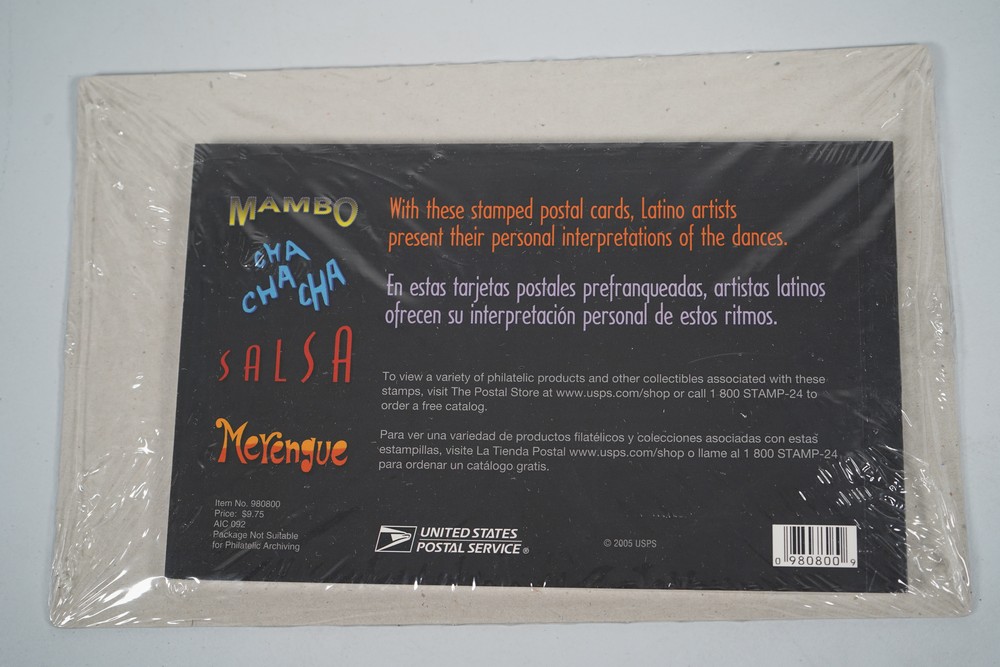 MAMBO
CHA
CHA CHA
SALSA
Merengue
With these stamped postal cards, Latino artists
present their personal interpretations of the dances.
En estas tarjetas postales prefranqueadas, artistas latinos
ofrecen su interpretación personal de estos ritmos.
To view a variety of philatelic products and other collectibles associated with these
stamps, visit The Postal Store at www.usps.com/shop or call 1 800 STAMP-24 to
order a free catalog.
Para ver una variedad de productos filatélicos y colecciones asociadas con estas
estampillas, visite La Tienda Postal www.usps.com/shop o llame al 1 800 STAMP-24
para ordenar un catálogo gratis.
Item No. 980800
Price: $9.75
AIC 092
Package Not Suitable
for Philatelic Archiving
UNITED STATES
POSTAL SERVICE®
© 2005 USPS
0 980800 9